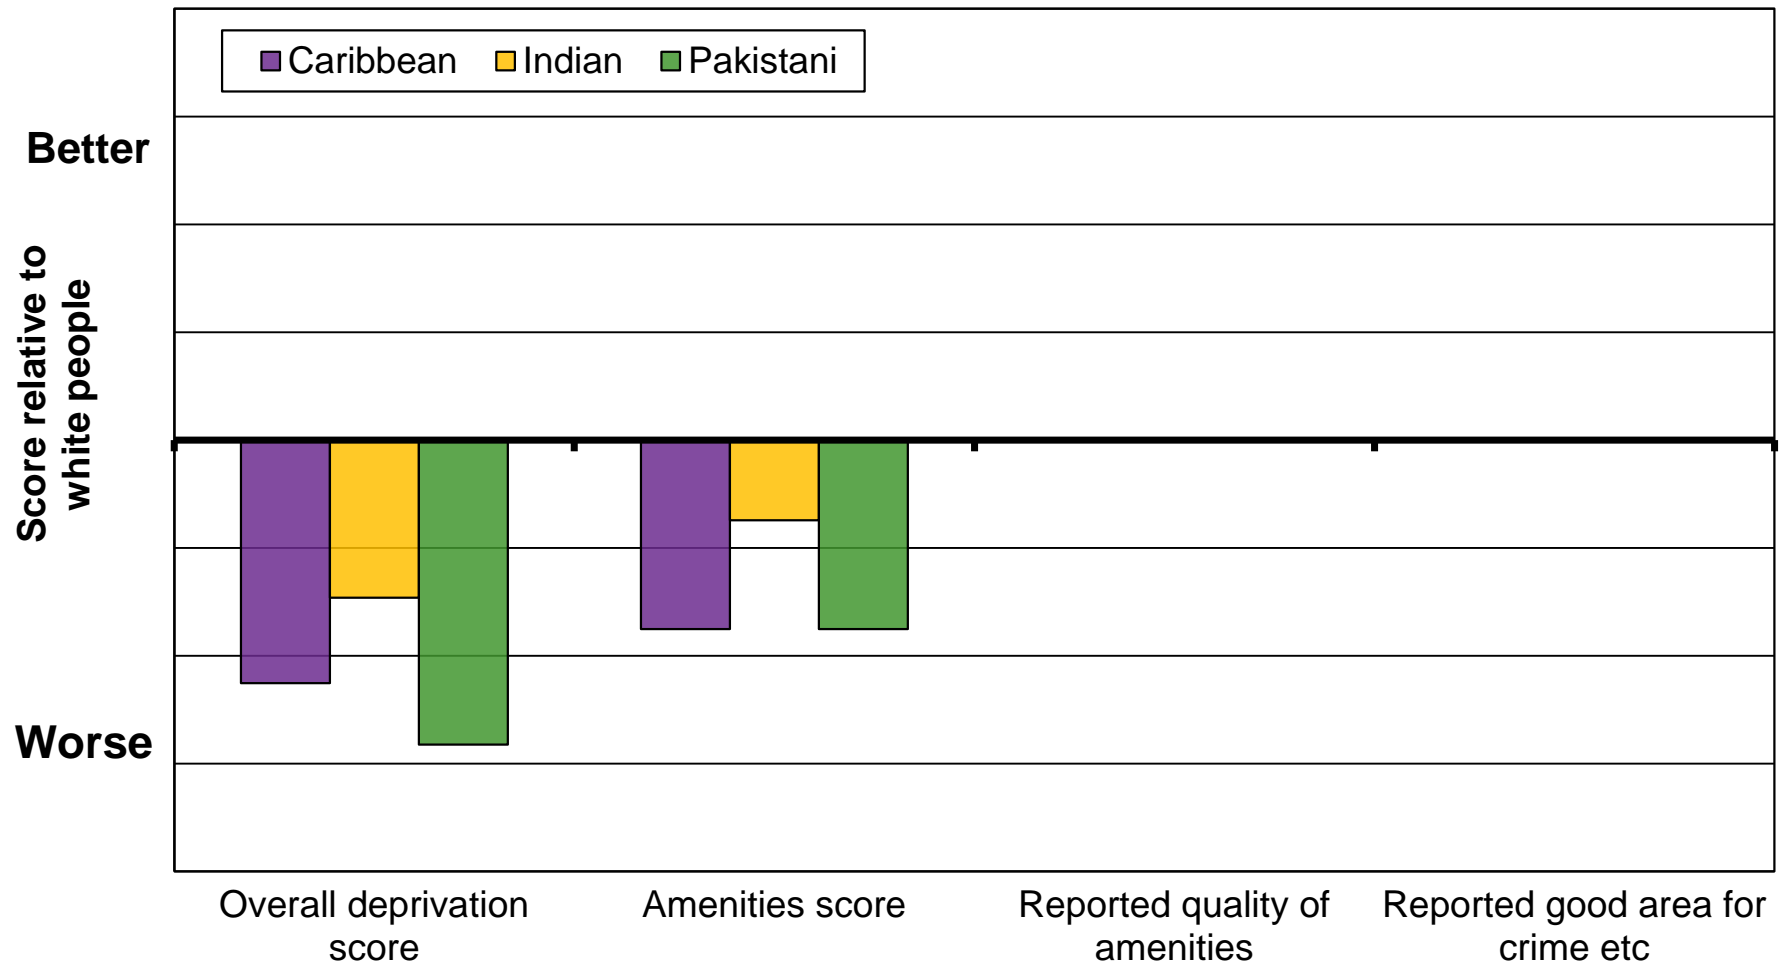 Caribbean Indian Pakistani
Better
Score relative to
white people
Worse
Overall deprivation
score
Amenities score
Reported quality of
amenities
Reported good area for
crime etc